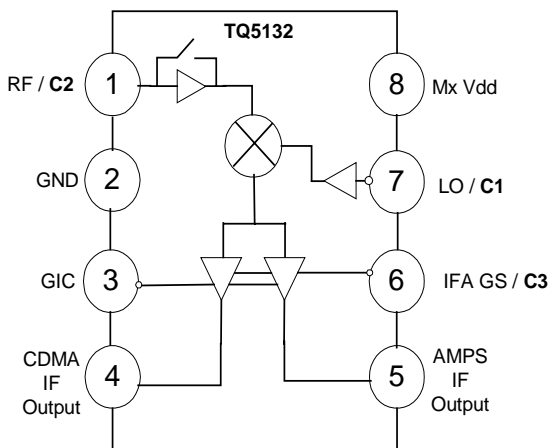 TQ5132
RF / C2
1
8
Mx Vdd
GND
2
7
LO / C1
GIC
3
6
IFA GS / C3
CDMA
IF
Output
4
5
AMPS
IF
Output